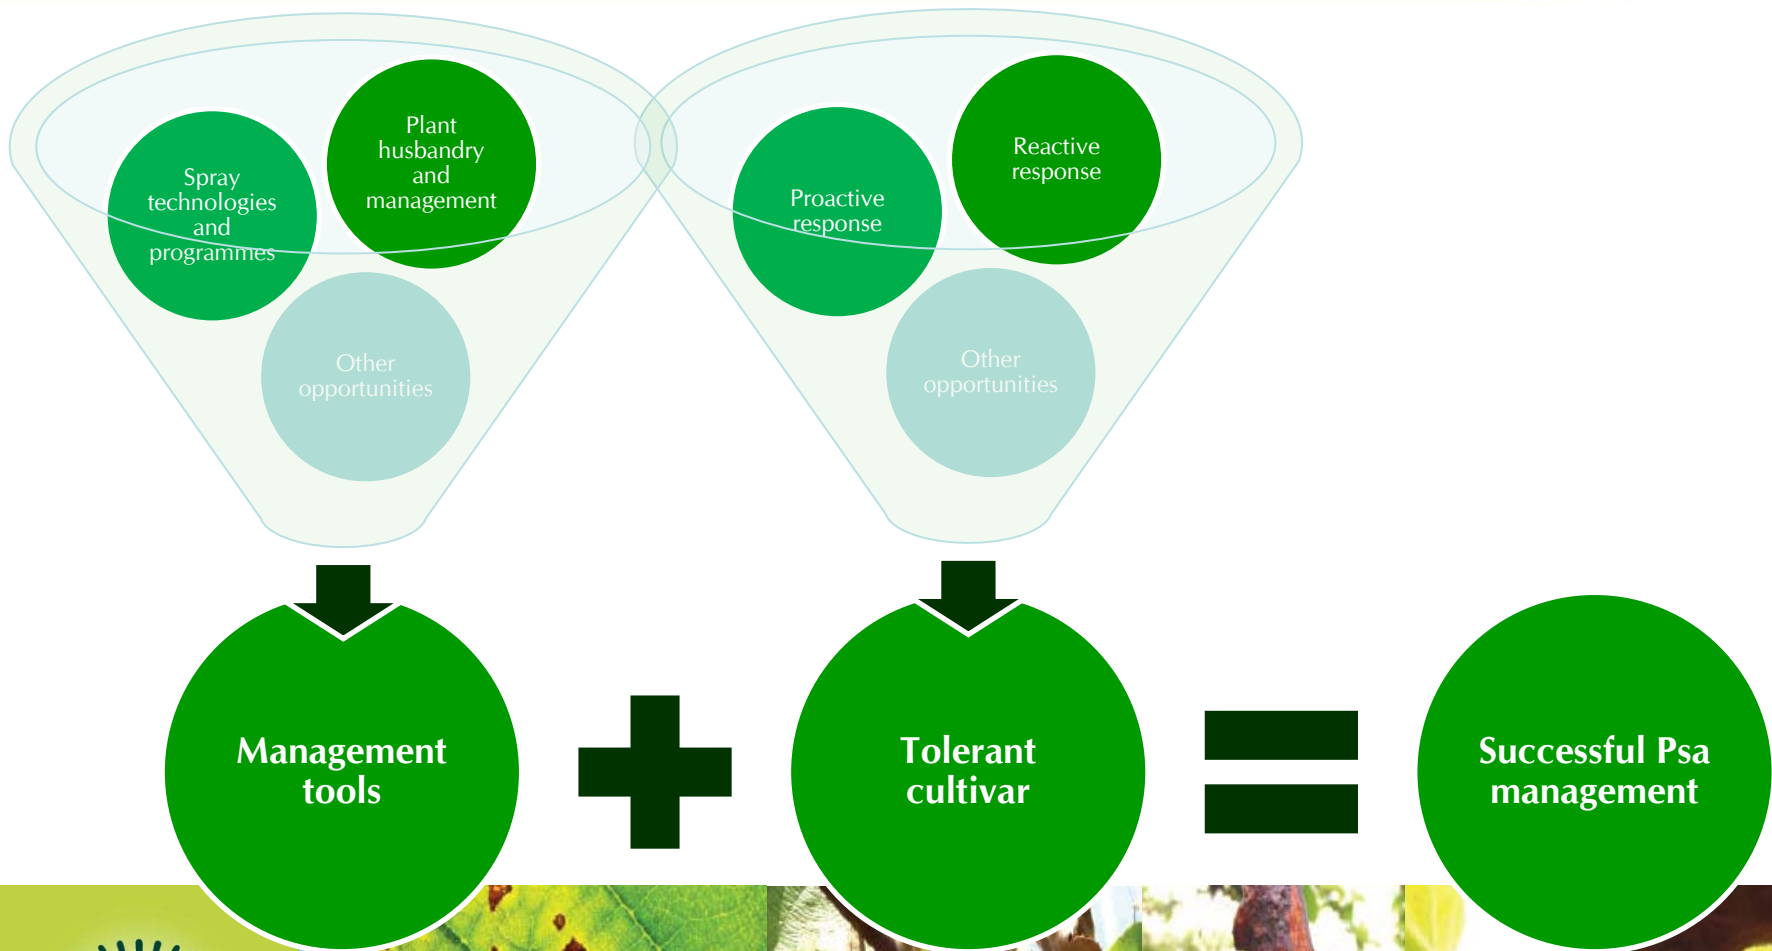 Spray
technologies
and
programmes
Plant
husbandry
and
management
Other
opportunities
Proactive
response
Reactive
response
Other
opportunities
Management
tools
Tolerant
cultivar
Successful Psa
management